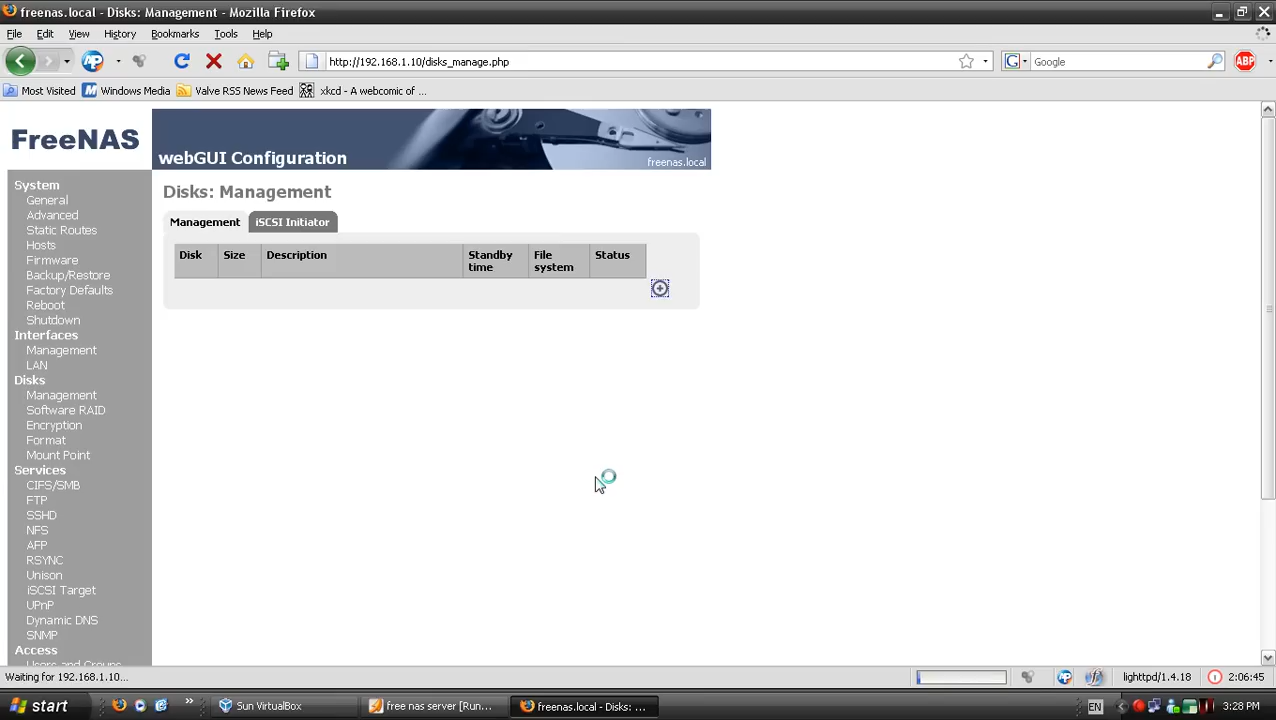 freenas.local - Disks: Management - Mozilla Firefox
File Edit View History Bookmarks Tools Help
http://192.168.1.10/disks_manage.php
Google
ABP
Most Visited Windows Media Valve RSS News Feed xkcd - A webcomic of ...
FreeNAS
webGUI Configuration
freenas.local
System
General
Advanced
Static Routes
Hosts
Firmware
Backup/Restore
Factory Defaults
Reboot
Shutdown
Interfaces
Management
LAN
Disks
Management
Software RAID
Encryption
Format
Mount Point
Services
CIFS/SMB
FTP
SSHD
NFS
AFP
RSYNC
Unison
iSCSI Target
UPnP
Dynamic DNS
SNMP
Access
Users and Groups
Disks: Management
Management iSCSI Initiator
Disk Size Description Standby time File system Status
Waiting for 192.168.1.10...
lighttpd/1.4.18 2:06:45
start Sun VirtualBox free nas server [Run... freenas.local - Disks: ... EN 3:28 PM